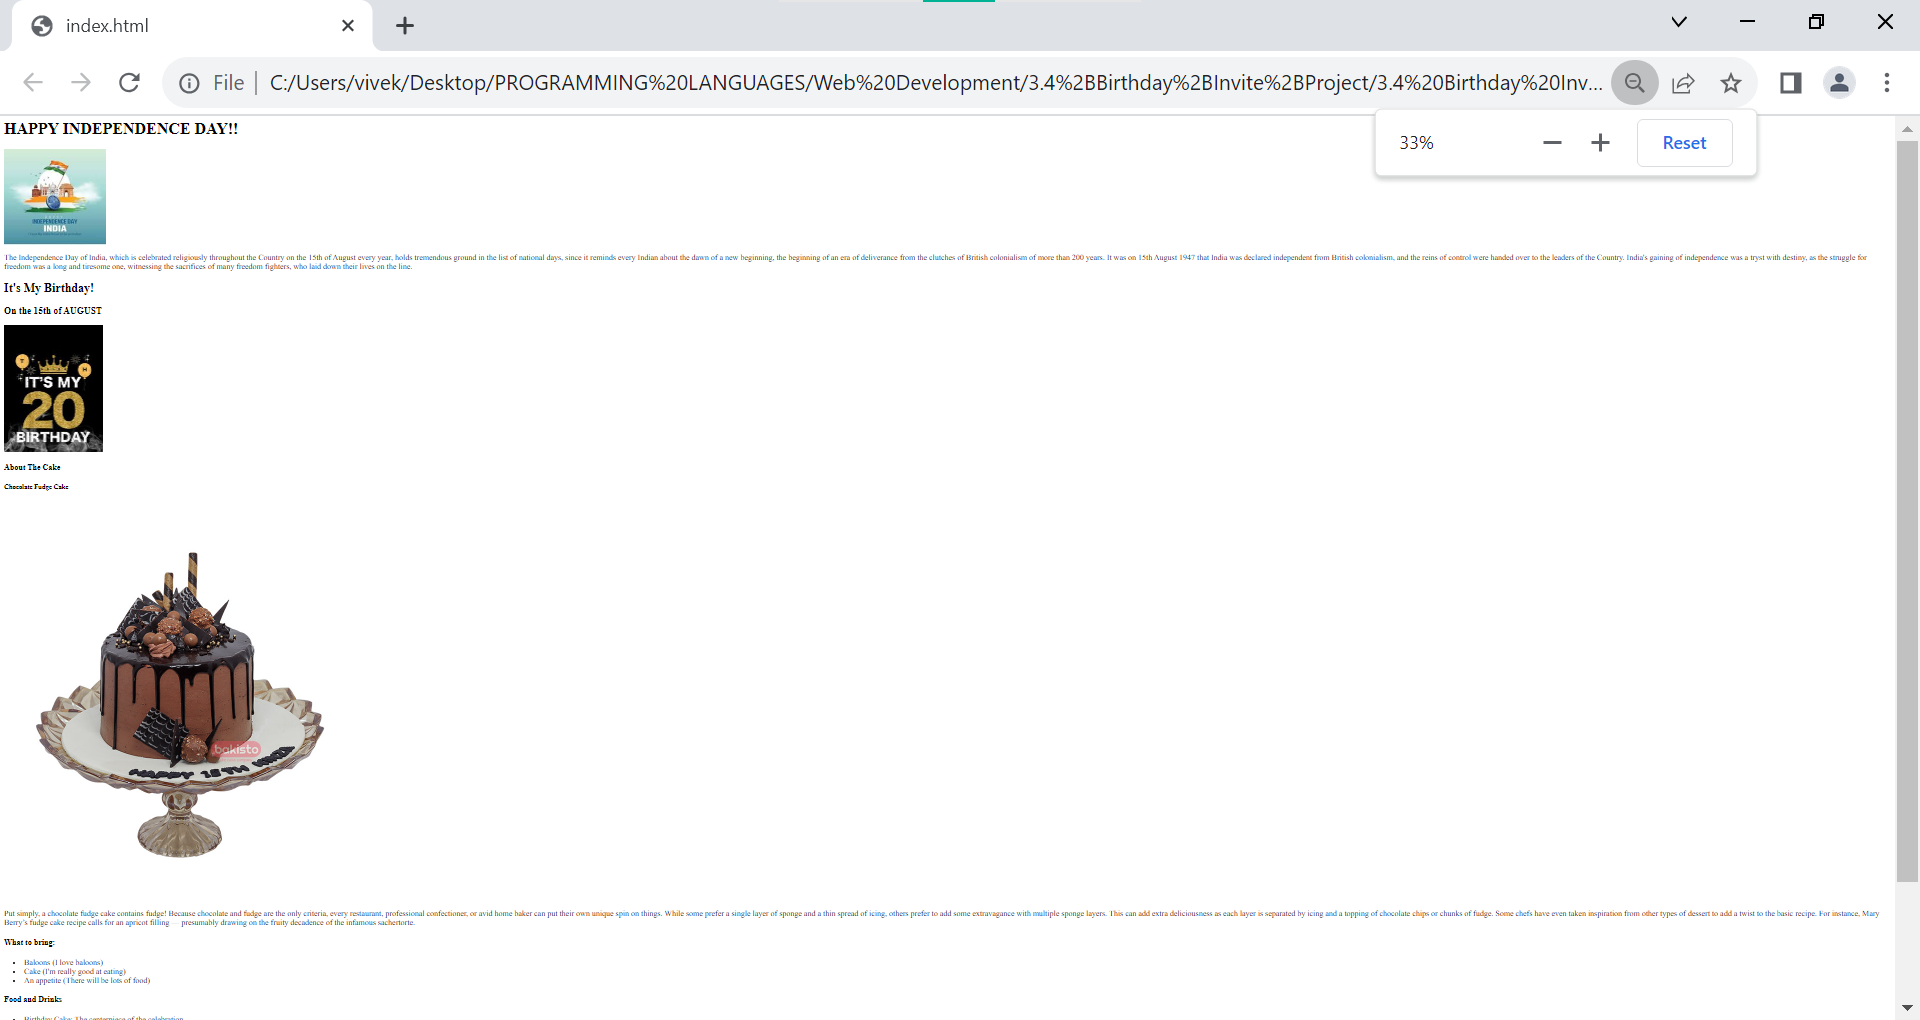 index.html
File
C:/Users/vivek/Desktop/PROGRAMMING%20LANGUAGES/Web%20Development/3.4%2BBirthday%2BInvite%2BProject/3.4%20Birthday%20Inv...
33%
Reset
HAPPY INDEPENDENCE DAY!!
INDEPENDENCE DAY
INDIA
The Independence Day of India, which is celebrated religiously throughout the Country on the 15th of August every year, holds tremendous ground in the list of national days, since it reminds every Indian about the dawn of a new beginning, the beginning of an era of deliverance from the clutches of British colonialism of more than 200 years. It was on 15th August 1947 that India was declared independent from British colonialism, and the reins of control were handed over to the leaders of the Country. India's gaining of independence was a tryst with destiny, as the struggle for
freedom was a long and tiresome one, witnessing the sacrifices of many freedom fighters, who laid down their lives on the line.
It's My Birthday!
On the 15th of AUGUST
T H
IT'S MY
20
BIRTHDAY
About The Cake
Chocolate Fudge Cake
bakisto
HAPPY 18TH
Put simply, a chocolate fudge cake contains fudge! Because chocolate and fudge are the only criteria, every restaurant, professional confectioner, or avid home baker can put their own unique spin on things. While some prefer a single layer of sponge and a thin spread of icing, others prefer to add some extravagance with multiple sponge layers. This can add extra deliciousness as each layer is separated by icing and a topping of chocolate chips or chunks of fudge. Some chefs have even taken inspiration from other types of dessert to add a twist to the basic recipe. For instance, Mary
Berry's fudge cake recipe calls for an apricot filling — presumably drawing on the fruity decadence of the infamous sachertorte.
What to bring:
• Baloons (I love baloons)
• Cake (I'm really good at eating)
• An appetite (There will be lots of food)
Food and Drinks
• Birthday Cake: The centerpiece of the celebration